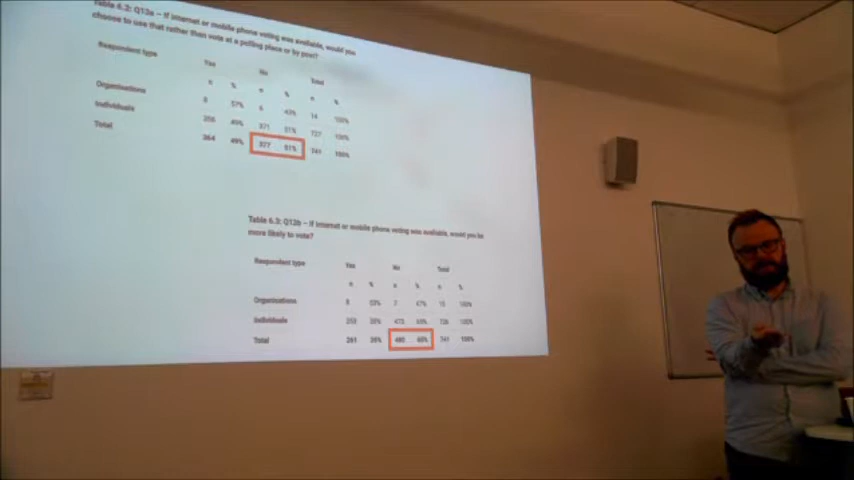 Table 6.2: Q12a – If internet or mobile phone voting was available, would you
choose to use that rather than vote at a polling place or by post?
Respondent type Yes No Total
n % n % n %
Organisations 8 57% 6 43% 14 100%
Individuals 356 49% 371 51% 727 100%
Total 364 49% 377 51% 741 100%
Table 6.3: Q12b – If internet or mobile phone voting was available, would you be
more likely to vote?
Respondent type Yes No Total
n % n % n %
Organisations 8 53% 7 47% 15 100%
Individuals 253 35% 473 65% 726 100%
Total 261 35% 480 65% 741 100%